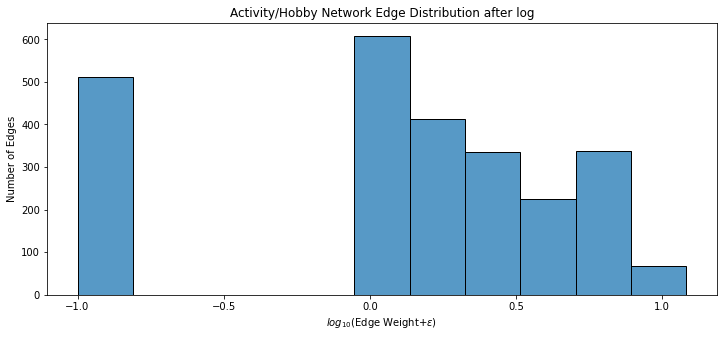 Activity/Hobby Network Edge Distribution after log
Number of Edges
600
500
400
300
200
100
0
−1.0 −0.5 0.0 0.5 1.0
log10(Edge Weight+ε)